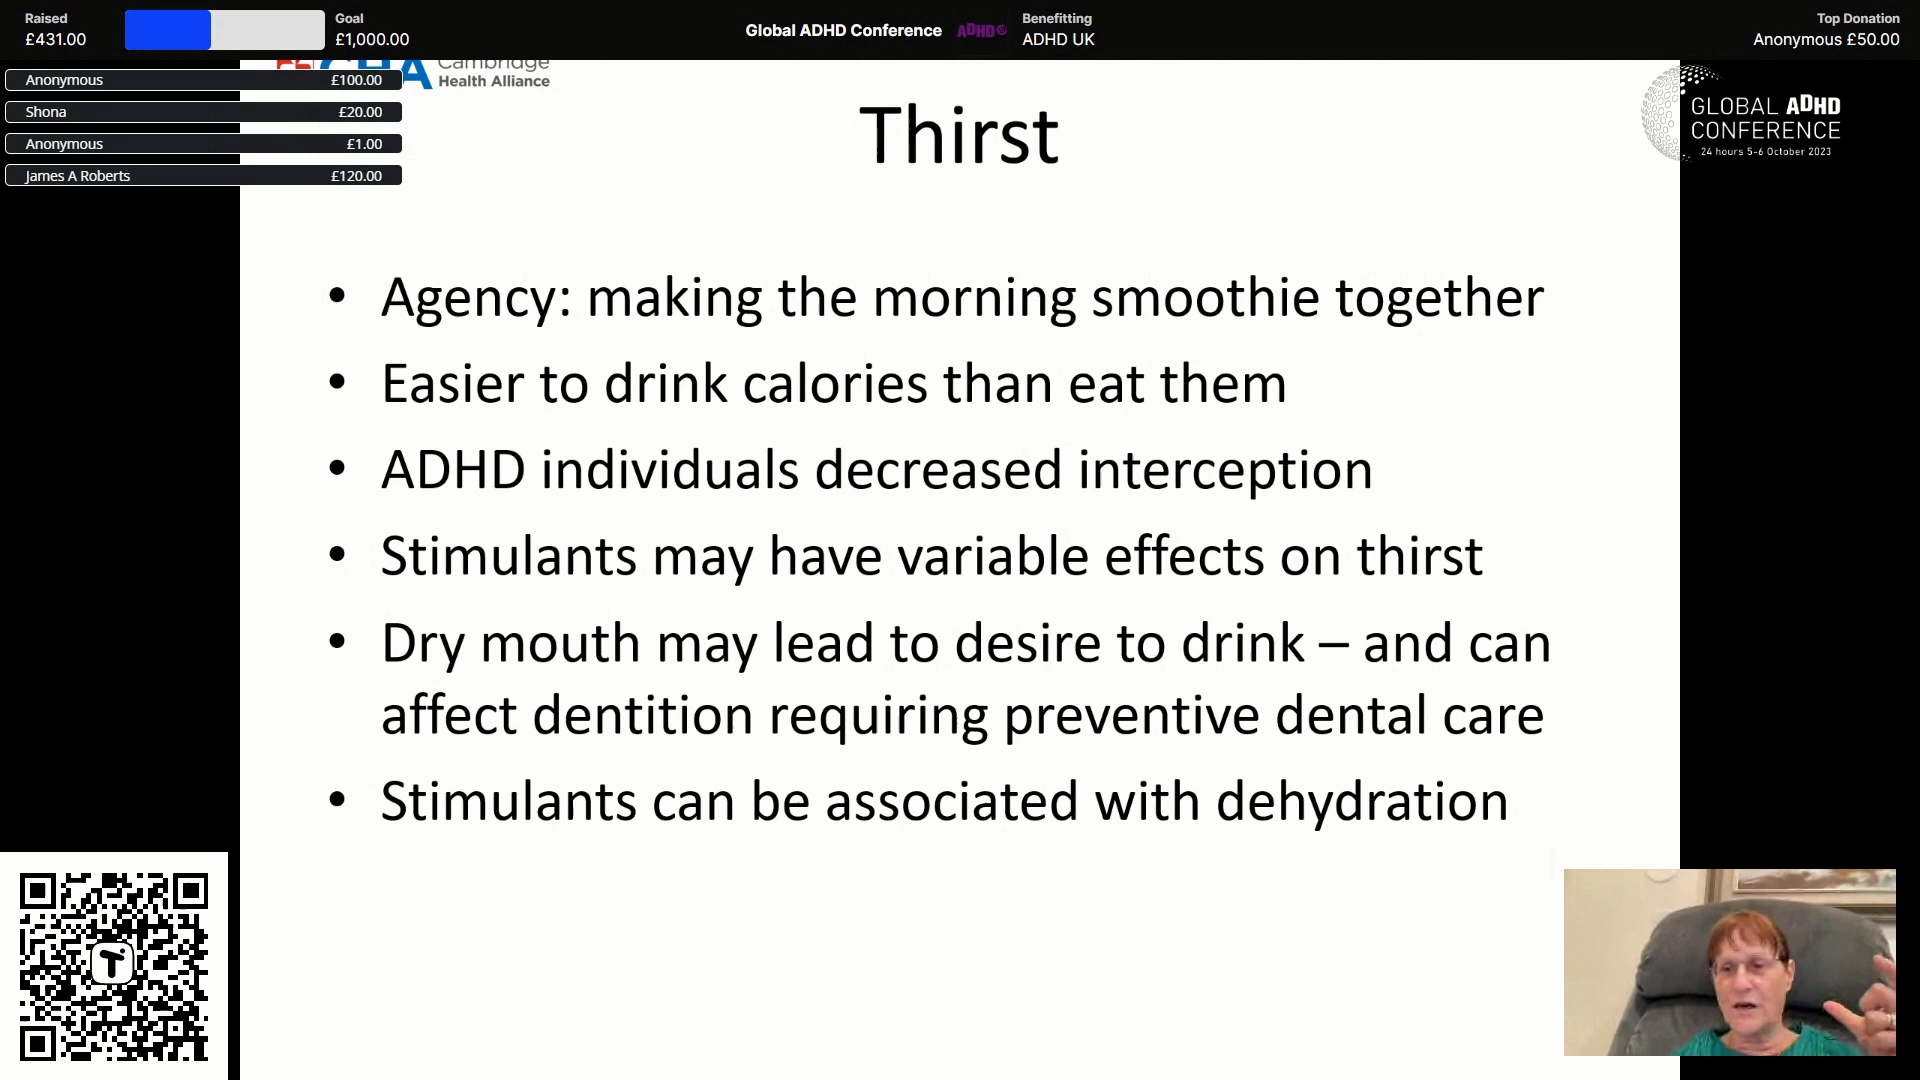 Raised
£431.00
Goal
£1,000.00
Global ADHD Conference
ADHD
Benefitting
ADHD UK
Top Donation
Anonymous £50.00
Anonymous £100.00
Shona £20.00
Anonymous £1.00
James A Roberts £120.00
CHA Cambridge
Health Alliance
GLOBAL ADHD
CONFERENCE
24 hours 5-6 October 2023
Thirst
• Agency: making the morning smoothie together
• Easier to drink calories than eat them
• ADHD individuals decreased interception
• Stimulants may have variable effects on thirst
• Dry mouth may lead to desire to drink – and can
affect dentition requiring preventive dental care
• Stimulants can be associated with dehydration
T